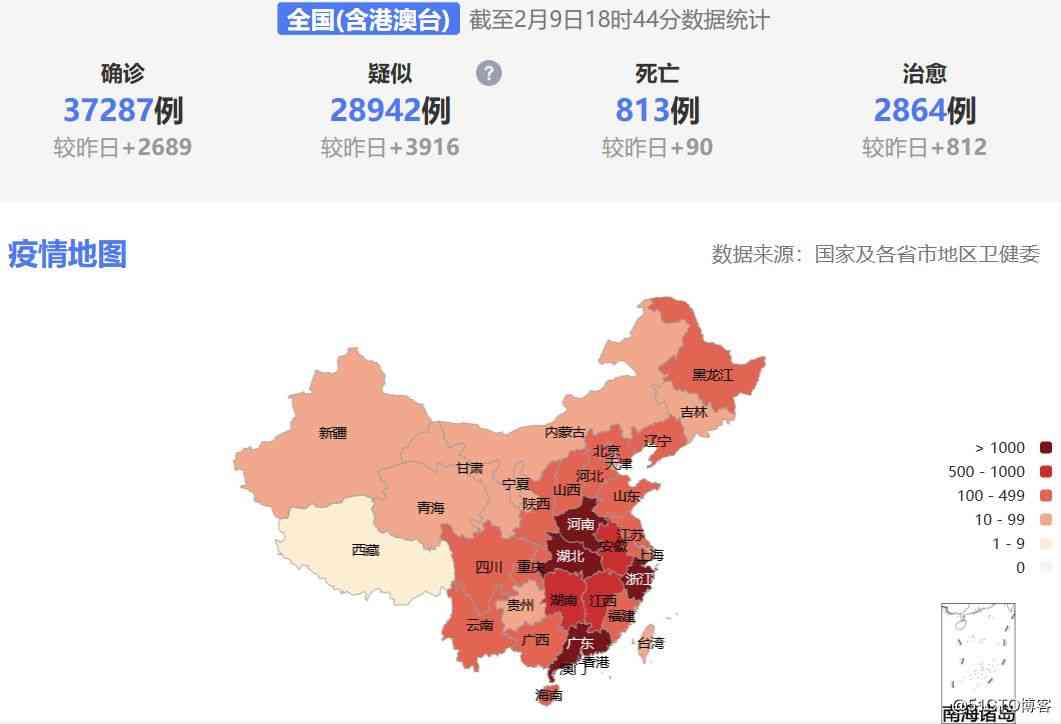 全国(含港澳台) 截至2月9日18时44分数据统计
确诊 疑似 ? 死亡 治愈
37287例 28942例 813例 2864例
较昨日+2689 较昨日+3916 较昨日+90 较昨日+812
疫情地图 数据来源：国家及各省市地区卫健委
黑龙江
吉林
新疆
内蒙古
辽宁
北京
天津
甘肃
河北
宁夏
山西
山东
陕西
青海
河南
江苏
安徽
西藏
湖北
上海
四川
重庆
浙江
湖南
江西
贵州
福建
云南
广西
广东
台湾
香港
澳门
海南
> 1000
500 - 1000
100 - 499
10 - 99
1 - 9
0
@51CTO博客
南海诸岛